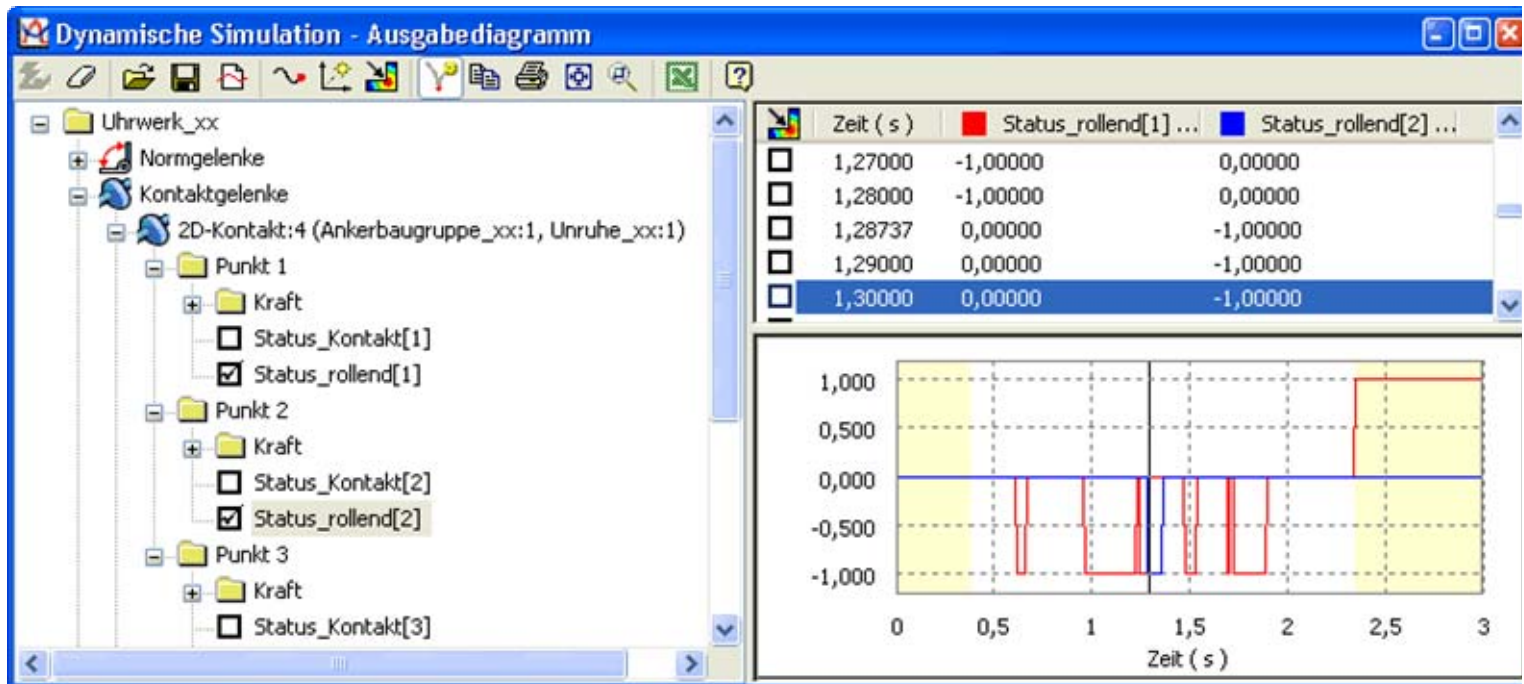 Dynamische Simulation - Ausgabediagramm
Uhrwerk_xx
Normgelenke
Kontaktgelenke
2D-Kontakt:4 (Ankerbaugruppe_xx:1, Unruhe_xx:1)
Punkt 1
Kraft
Status_Kontakt[1]
Status_rollend[1]
Punkt 2
Kraft
Status_Kontakt[2]
Status_rollend[2]
Punkt 3
Kraft
Status_Kontakt[3]
Zeit ( s ) Status_rollend[1] ... Status_rollend[2] ...
1,27000 -1,00000 0,00000
1,28000 -1,00000 0,00000
1,28737 0,00000 -1,00000
1,29000 0,00000 -1,00000
1,30000 0,00000 -1,00000
1,000
0,500
0,000
-0,500
-1,000
0 0,5 1 1,5 2 2,5 3
Zeit ( s )